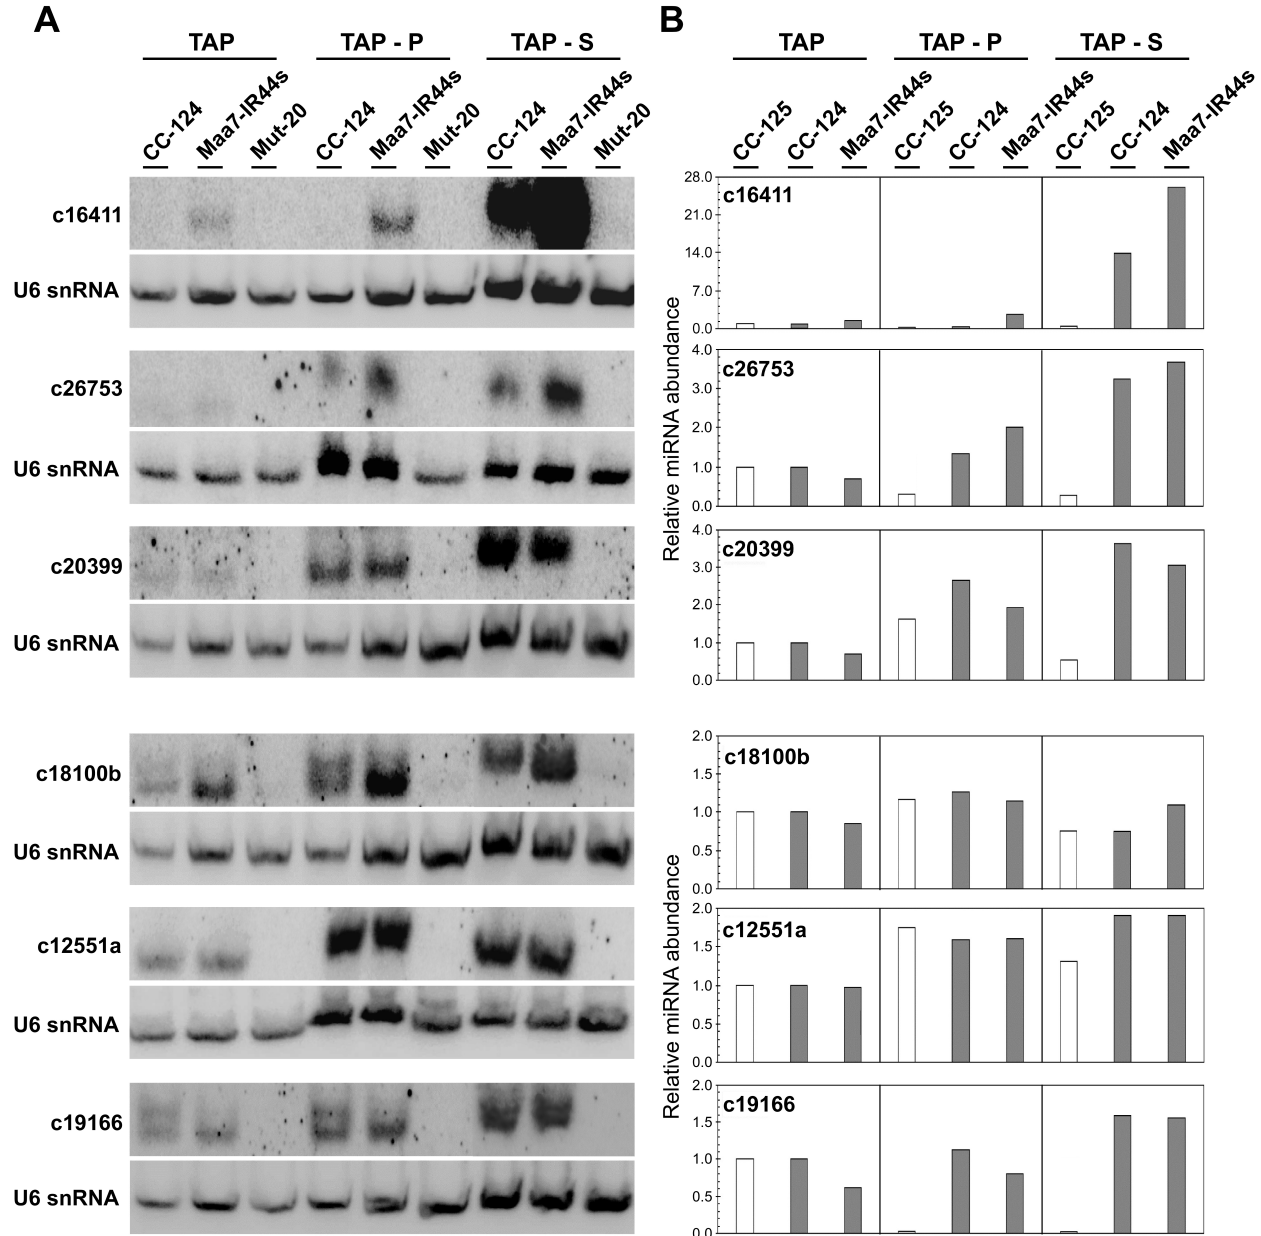 A
TAP TAP - P TAP - S
CC-124 Maa7-IR44s Mut-20 CC-124 Maa7-IR44s Mut-20 CC-124 Maa7-IR44s Mut-20
c16411
U6 snRNA
c26753
U6 snRNA
c20399
U6 snRNA
c18100b
U6 snRNA
c12551a
U6 snRNA
c19166
U6 snRNA
B
TAP TAP - P TAP - S
CC-125 CC-124 Maa7-IR44s CC-125 CC-124 Maa7-IR44s CC-125 CC-124 Maa7-IR44s
Relative miRNA abundance
28.0
c16411
21.0
14.0
7.0
0.0
4.0
c26753
3.0
2.0
1.0
0.0
4.0
c20399
3.0
2.0
1.0
0.0
Relative miRNA abundance
2.0
c18100b
1.5
1.0
0.5
0.0
2.0
c12551a
1.5
1.0
0.5
0.0
2.0
c19166
1.5
1.0
0.5
0.0